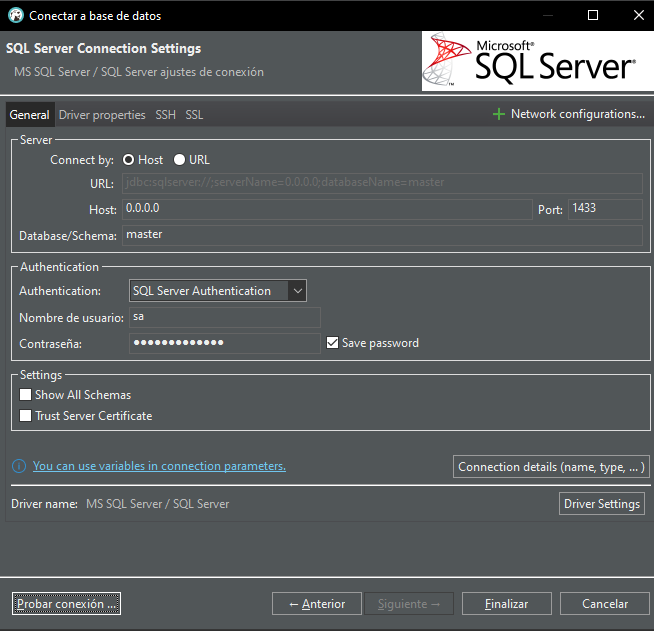 Conectar a base de datos
SQL Server Connection Settings
MS SQL Server / SQL Server ajustes de conexión
Microsoft® SQL Server®
General Driver properties SSH SSL Network configurations...
Server
Connect by: Host URL
URL: jdbc:sqlserver://;serverName=0.0.0.0;databaseName=master
Host: 0.0.0.0 Port: 1433
Database/Schema: master
Authentication
Authentication: SQL Server Authentication
Nombre de usuario: sa
Contraseña: ••••••••••••• Save password
Settings
Show All Schemas
Trust Server Certificate
You can use variables in connection parameters. Connection details (name, type, ... )
Driver name: MS SQL Server / SQL Server Driver Settings
Probar conexión ... ← Anterior Siguiente → Finalizar Cancelar